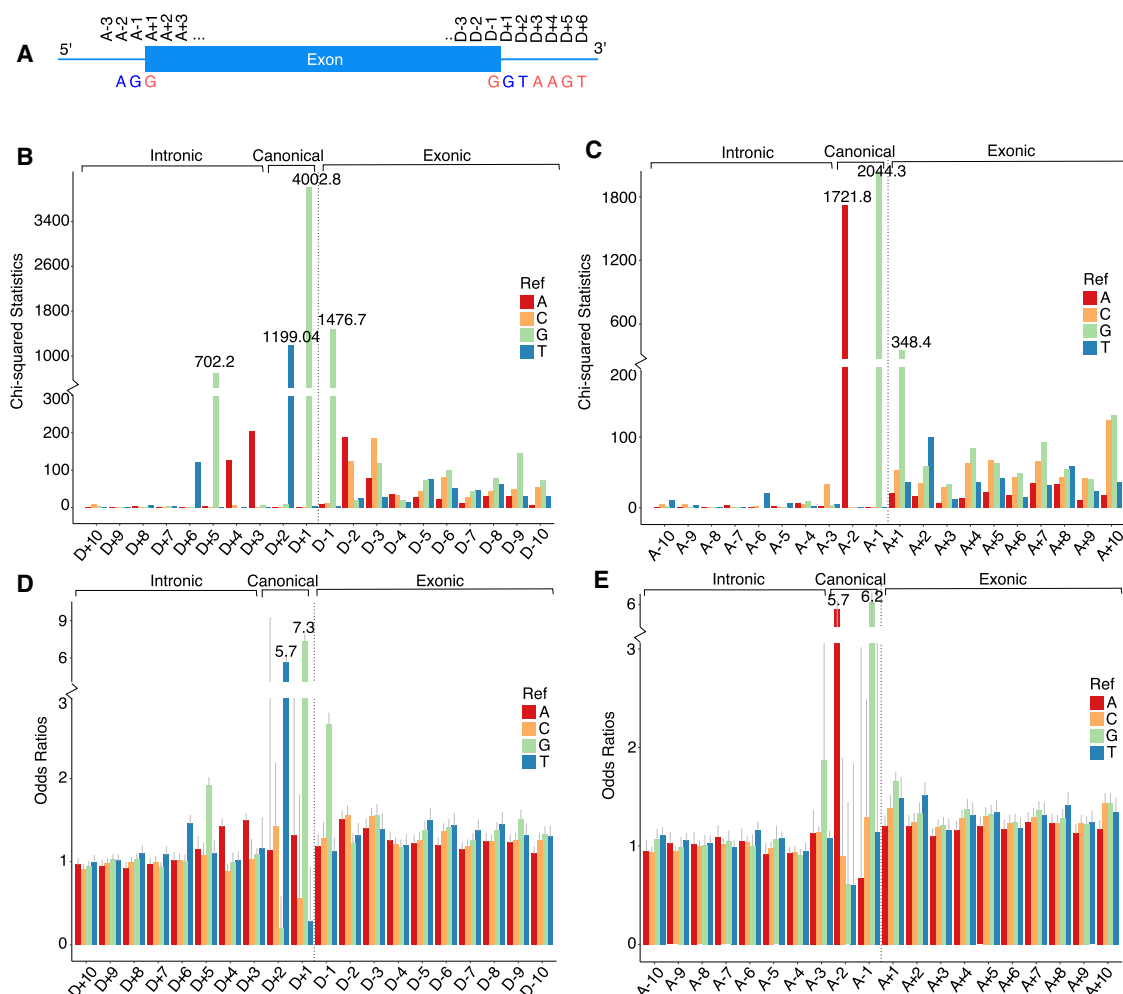 A
A-3 A-2 A-1 A+1 A+2 A+3 ... .. D-3 D-2 D-1 D+1 D+2 D+3 D+4 D+5 D+6
5' Exon 3'
A G G G G T A A G T
B
Intronic Canonical Exonic
4002.8
3400
2600
1800
1000
300
200
100
0
Chi-squared Statistics
702.2
1199.04
1476.7
Ref
A
C
G
T
D+10 D+9 D+8 D+7 D+6 D+5 D+4 D+3 D+2 D+1 D-1 D-2 D-3 D-4 D-5 D-6 D-7 D-8 D-9 D-10
C
Intronic Canonical Exonic
2044.3
1721.8
1800
1200
600
200
100
0
Chi-squared Statistics
348.4
Ref
A
C
G
T
A-10 A-9 A-8 A-7 A-6 A-5 A-4 A-3 A-2 A-1 A+1 A+2 A+3 A+4 A+5 A+6 A+7 A+8 A+9 A+10
D
Intronic Canonical Exonic
9
6
3
2
1
0
Odds Ratios
5.7
7.3
Ref
A
C
G
T
D+10 D+9 D+8 D+7 D+6 D+5 D+4 D+3 D+2 D+1 D-1 D-2 D-3 D-4 D-5 D-6 D-7 D-8 D-9 D-10
E
Intronic Canonical Exonic
5.7
6.2
6
3
2
1
0
Odds Ratios
Ref
A
C
G
T
A-10 A-9 A-8 A-7 A-6 A-5 A-4 A-3 A-2 A-1 A+1 A+2 A+3 A+4 A+5 A+6 A+7 A+8 A+9 A+10